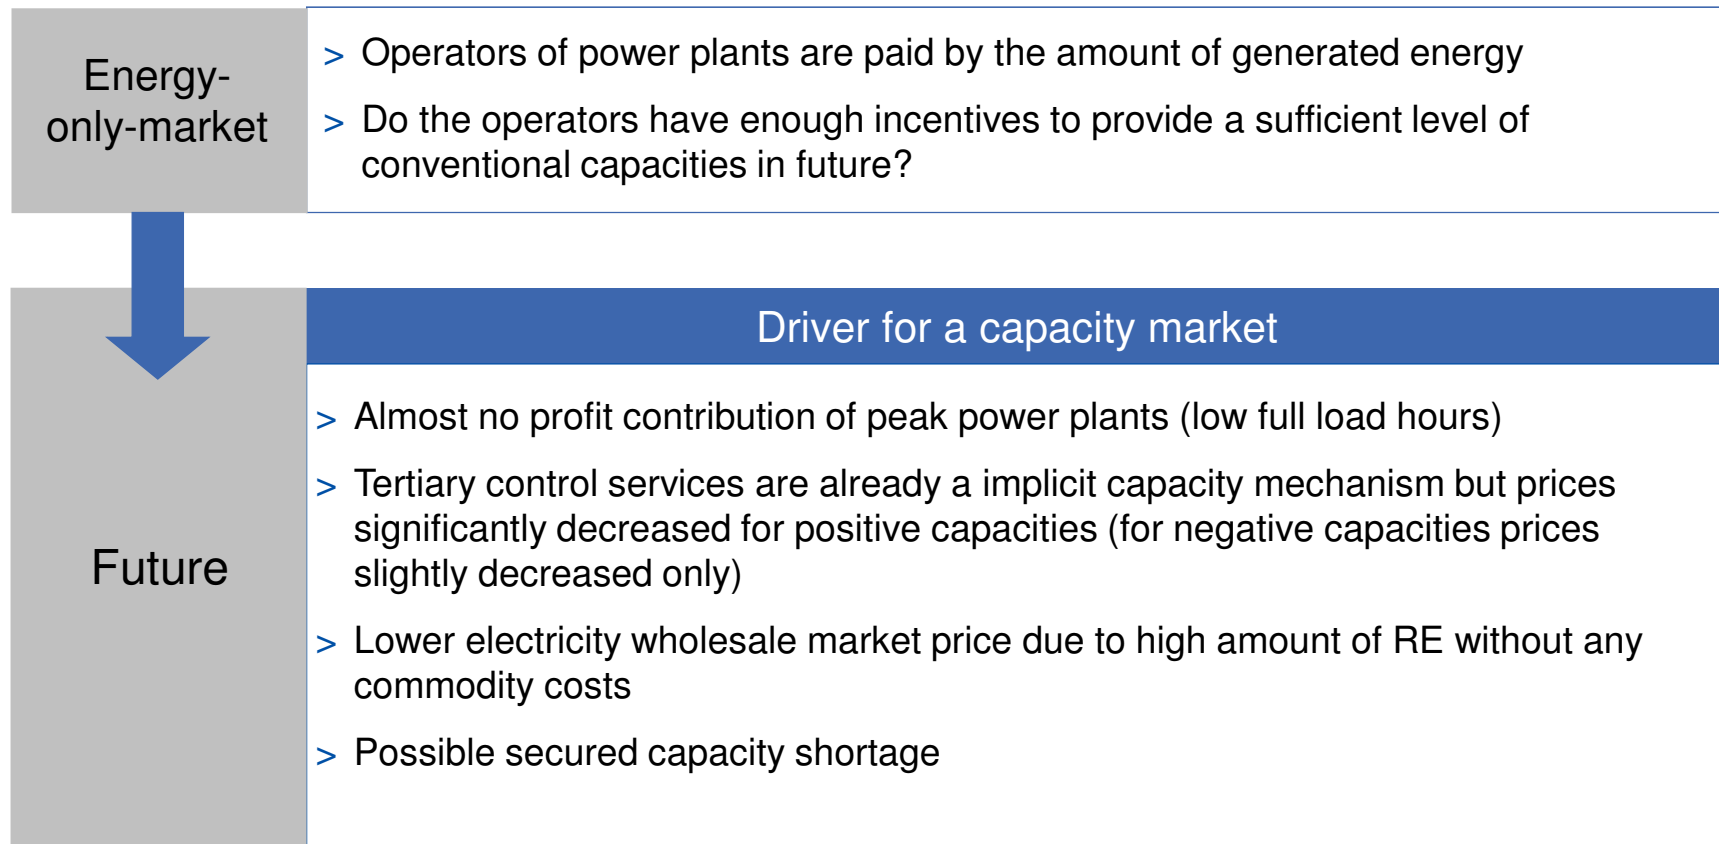 Energy-
only-market
> Operators of power plants are paid by the amount of generated energy
> Do the operators have enough incentives to provide a sufficient level of
conventional capacities in future?
Future
Driver for a capacity market
> Almost no profit contribution of peak power plants (low full load hours)
> Tertiary control services are already a implicit capacity mechanism but prices
significantly decreased for positive capacities (for negative capacities prices
slightly decreased only)
> Lower electricity wholesale market price due to high amount of RE without any
commodity costs
> Possible secured capacity shortage